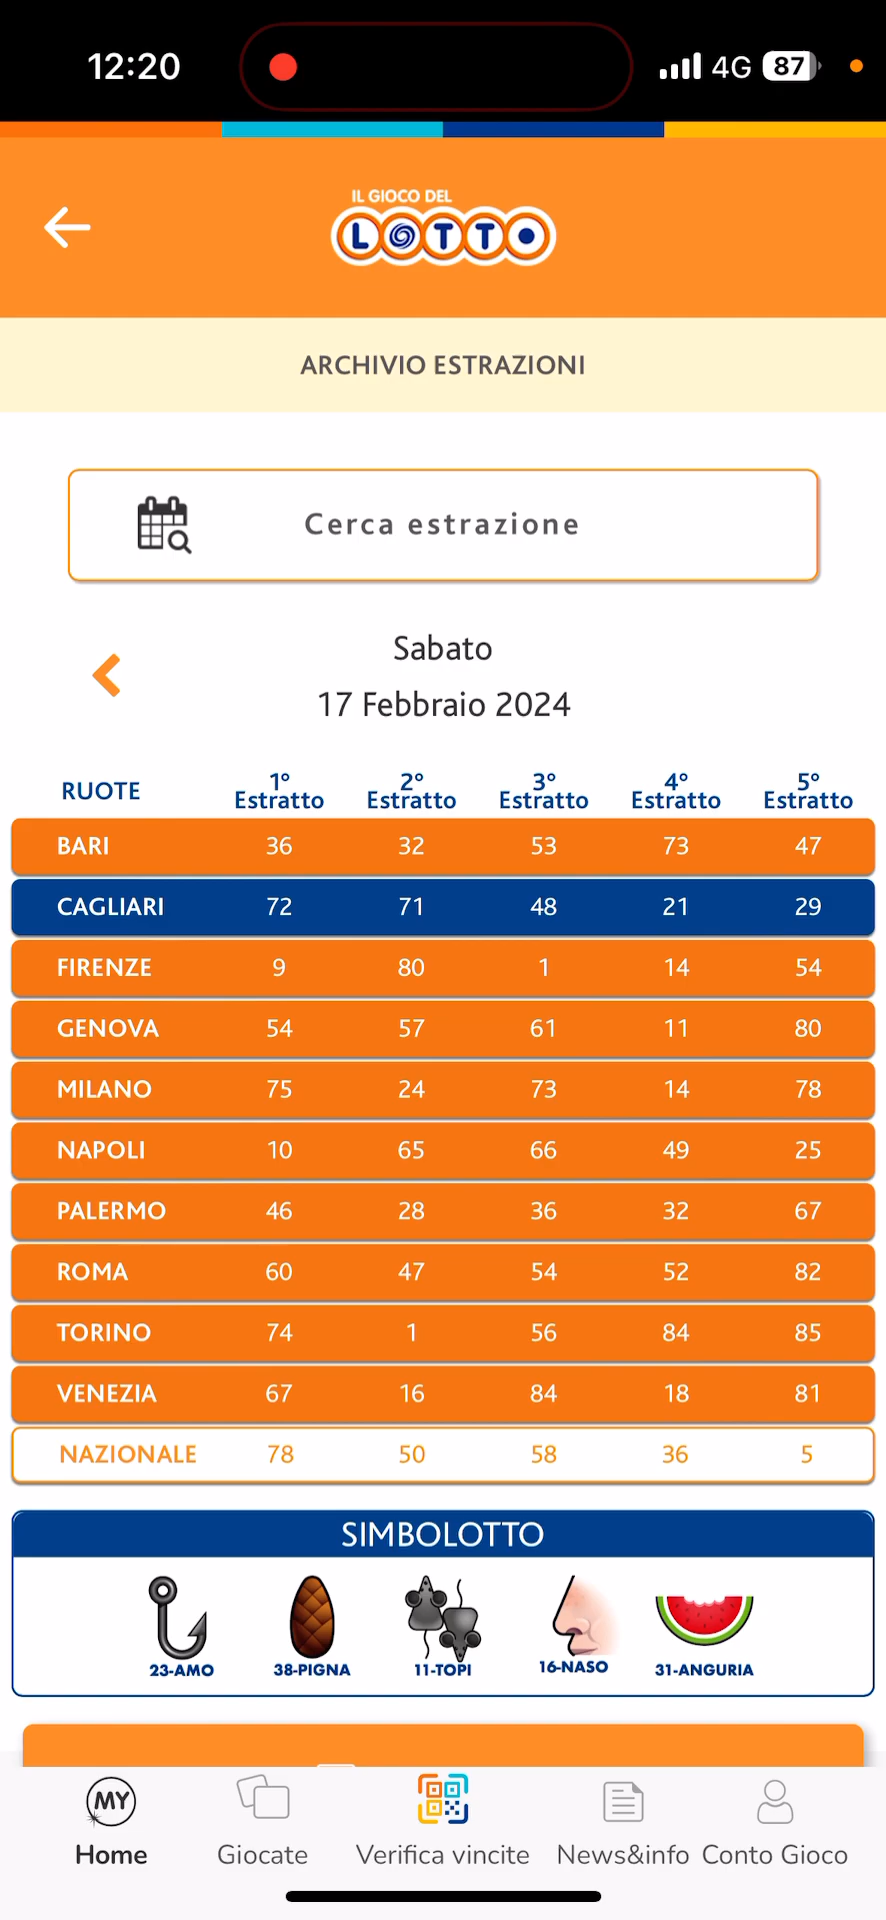 12:20 4G 87
IL GIOCO DEL
LOTTO
ARCHIVIO ESTRAZIONI
Cerca estrazione
Sabato
17 Febbraio 2024
RUOTE 1° Estratto 2° Estratto 3° Estratto 4° Estratto 5° Estratto
BARI 36 32 53 73 47
CAGLIARI 72 71 48 21 29
FIRENZE 9 80 1 14 54
GENOVA 54 57 61 11 80
MILANO 75 24 73 14 78
NAPOLI 10 65 66 49 25
PALERMO 46 28 36 32 67
ROMA 60 47 54 52 82
TORINO 74 1 56 84 85
VENEZIA 67 16 84 18 81
NAZIONALE 78 50 58 36 5
SIMBOLOTTO
23-AMO 38-PIGNA 11-TOPI 16-NASO 31-ANGURIA
MY
Home Giocate Verifica vincite News&info Conto Gioco